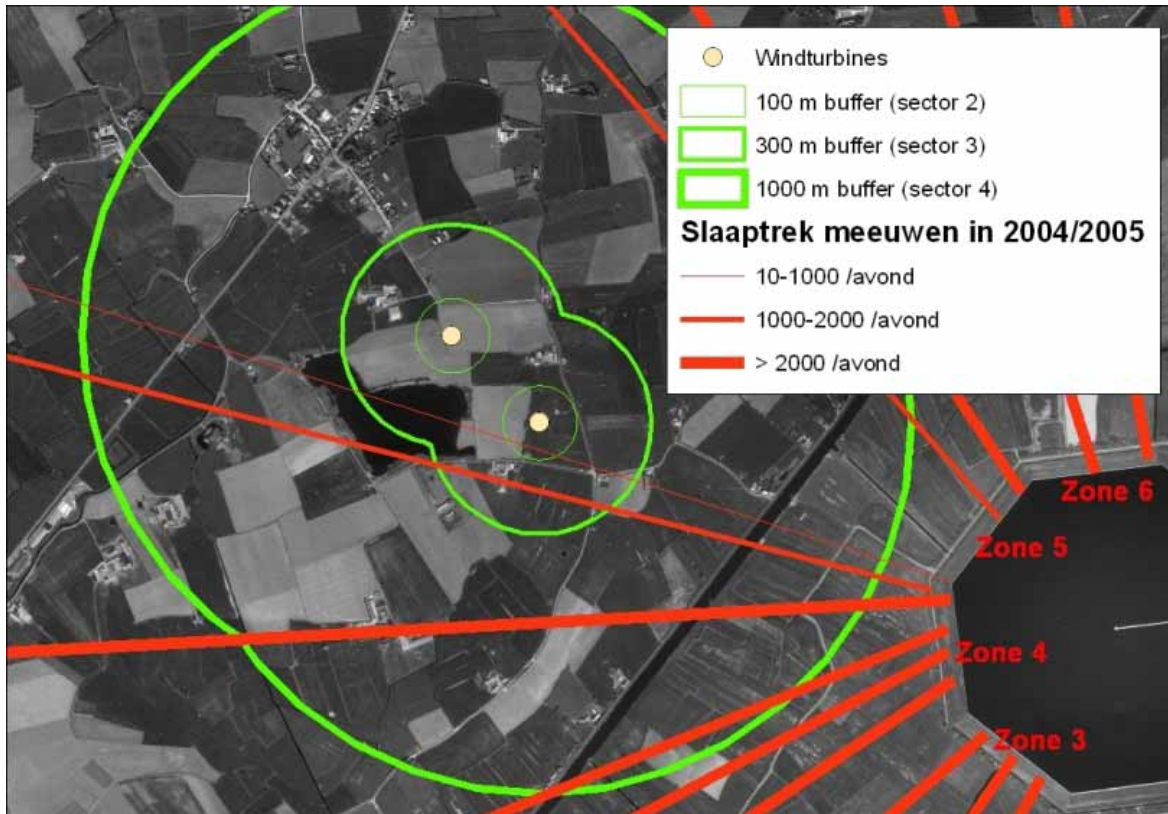 Windturbines
100 m buffer (sector 2)
300 m buffer (sector 3)
1000 m buffer (sector 4)
Slaaptrek meeuwen in 2004/2005
10-1000 /avond
1000-2000 /avond
> 2000 /avond
Zone 6
Zone 5
Zone 4
Zone 3